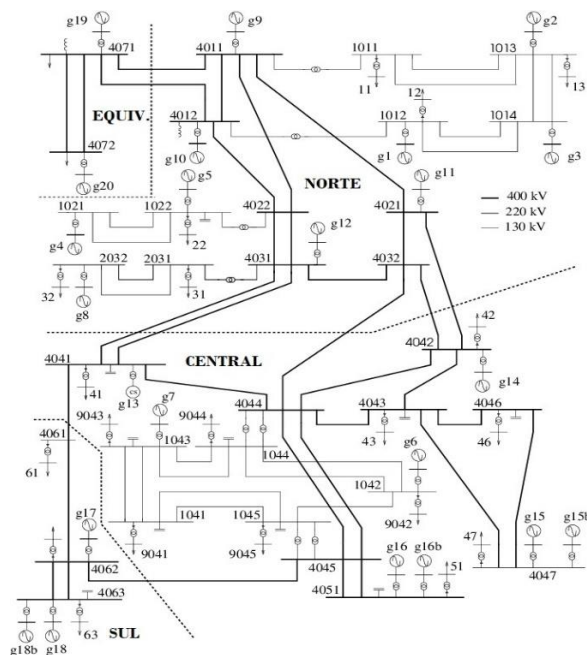 g19 g9 g2
4071 4011 1011 1013
11 12 13
EQUIV. 4012 1012 1014
4072 g10 g1 g3
g20 g5 NORTE g11
1021 1022 4022 g12 4021
g4 22
400 kV
220 kV
130 kV
2032 2031 4031 4032
32 g8 31
42
CENTRAL 4042
4041
41 g13 g7 g14
9043 9044 4044 4043 4046
4061 1043 43 g6 46
61 1044
1042
g17 1041 1045 9042 g15 g15b
9041 9045 g16 g16b 51 47
4062 4045 4047
4051
4063
SUL
g18b g18 63